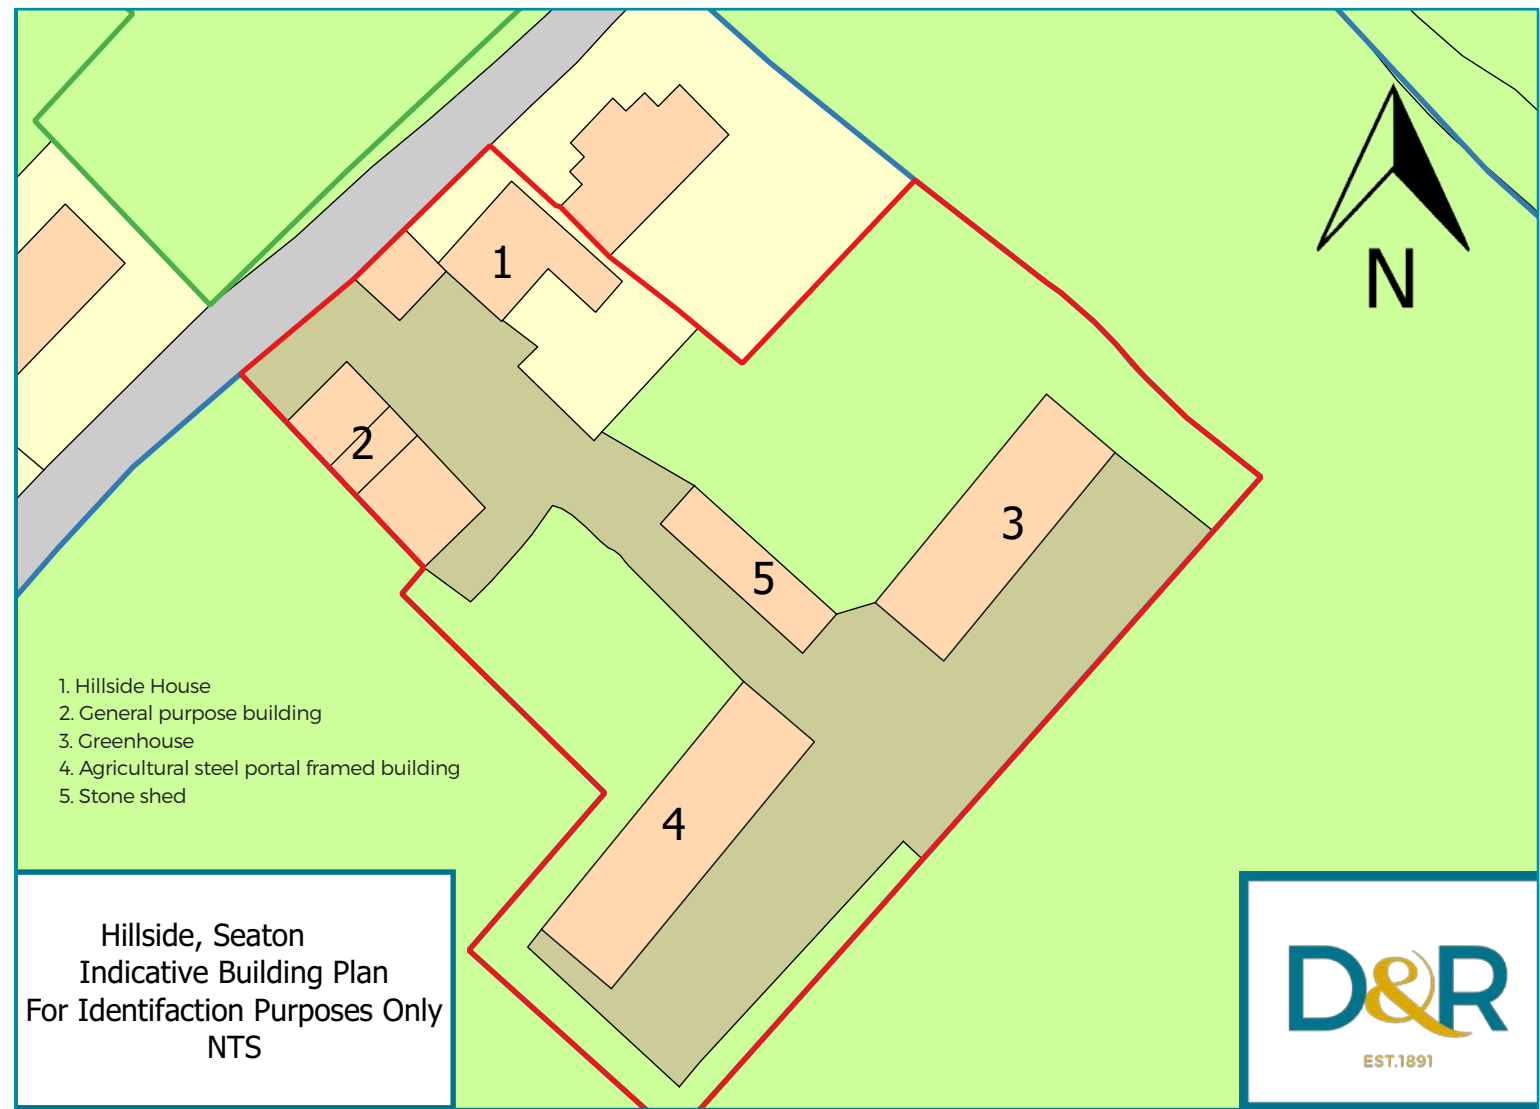 1
2
3
5
4
N
1. Hillside House
2. General purpose building
3. Greenhouse
4. Agricultural steel portal framed building
5. Stone shed
Hillside, Seaton
Indicative Building Plan
For Identifaction Purposes Only
NTS
D&R
EST.1891